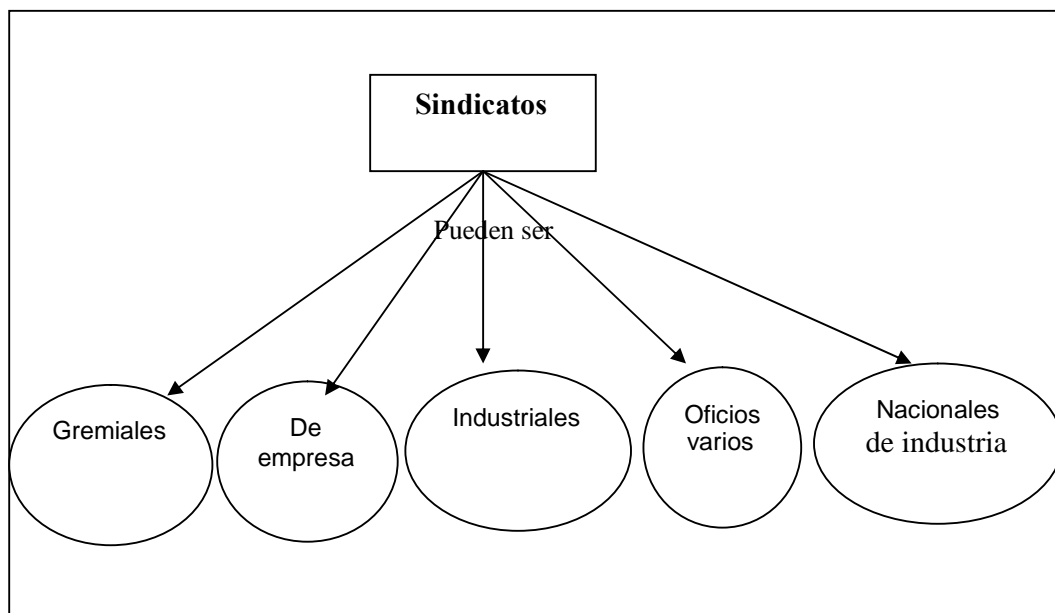 Sindicatos
Pueden ser
Gremiales
De
empresa
Industriales
Oficios
varios
Nacionales
de industria